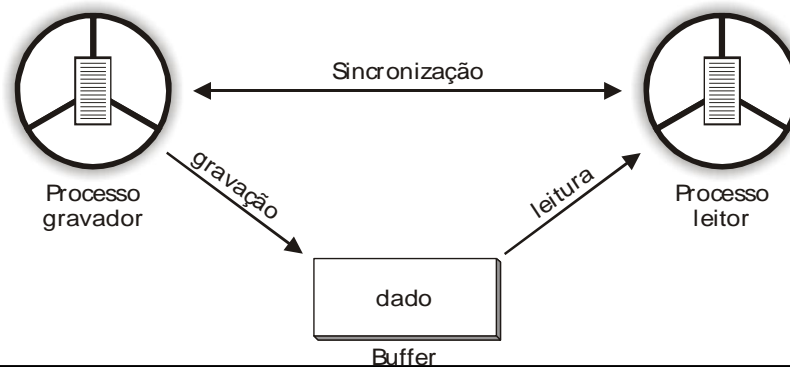 Sincronização
gravação
leitura
Processo
gravador
Processo
leitor
dado
Buffer